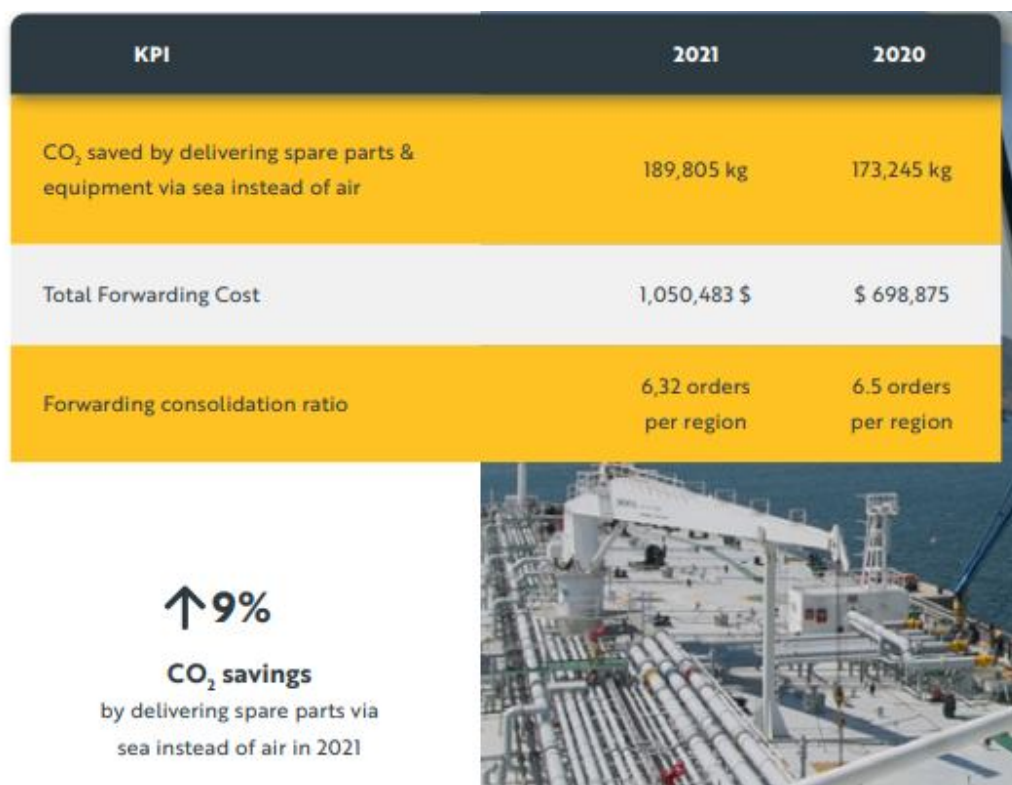 KPI 2021 2020
CO₂ saved by delivering spare parts &
equipment via sea instead of air 189,805 kg 173,245 kg
Total Forwarding Cost 1,050,483 $ $ 698,875
Forwarding consolidation ratio 6,32 orders per region 6.5 orders per region
↑9%
CO₂ savings
by delivering spare parts via
sea instead of air in 2021